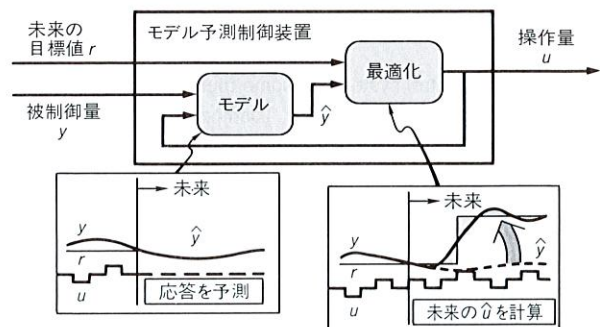 未来の
目標値 r
モデル予測制御装置
操作量
u
最適化
モデル
被制御量
y
ŷ
未来
y
ŷ
r
u
応答を予測
未来
y
ŷ
r
u
未来のûを計算